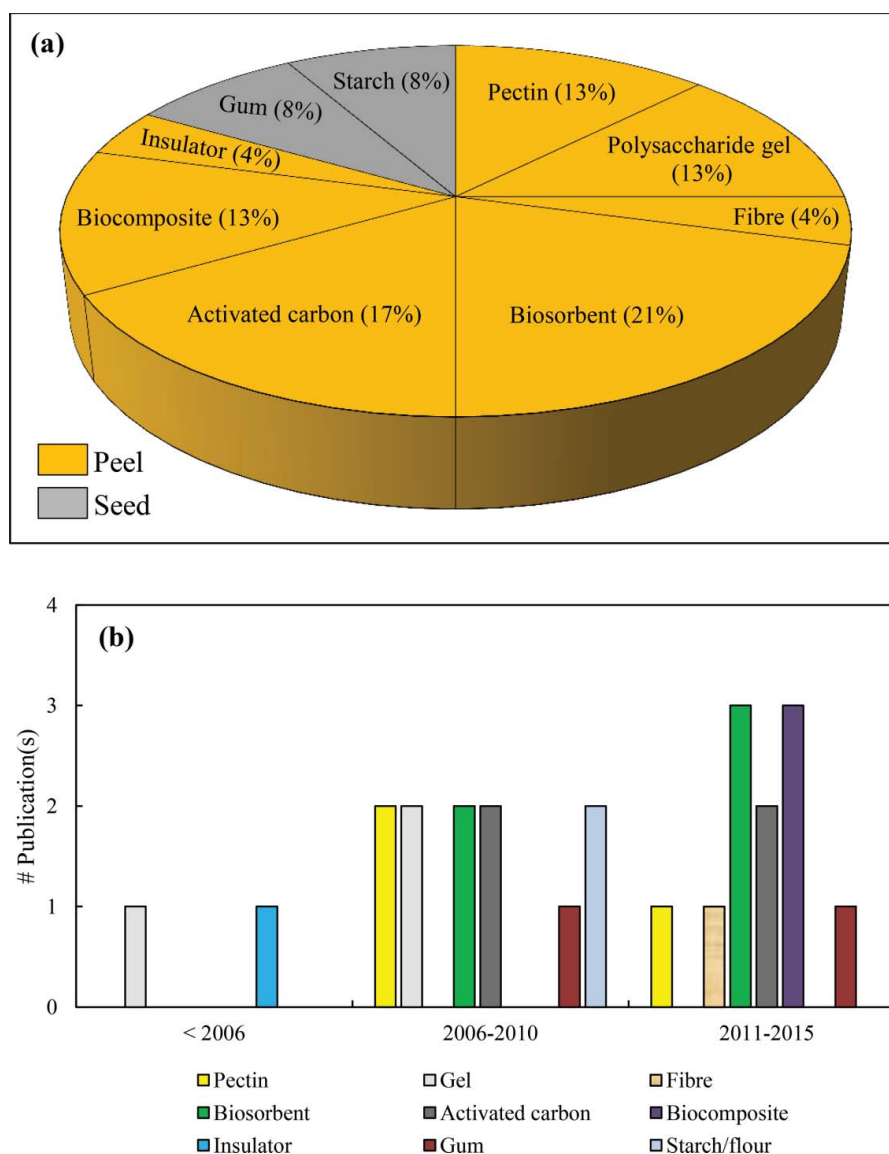 (a)
Starch (8%)
Pectin (13%)
Gum (8%)
Polysaccharide gel
(13%)
Insulator (4%)
Biocomposite (13%)
Fibre (4%)
Activated carbon (17%)
Biosorbent (21%)
Peel
Seed
(b)
# Publication(s)
4
3
2
1
0
< 2006
2006-2010
2011-2015
Pectin
Gel
Fibre
Biosorbent
Activated carbon
Biocomposite
Insulator
Gum
Starch/flour